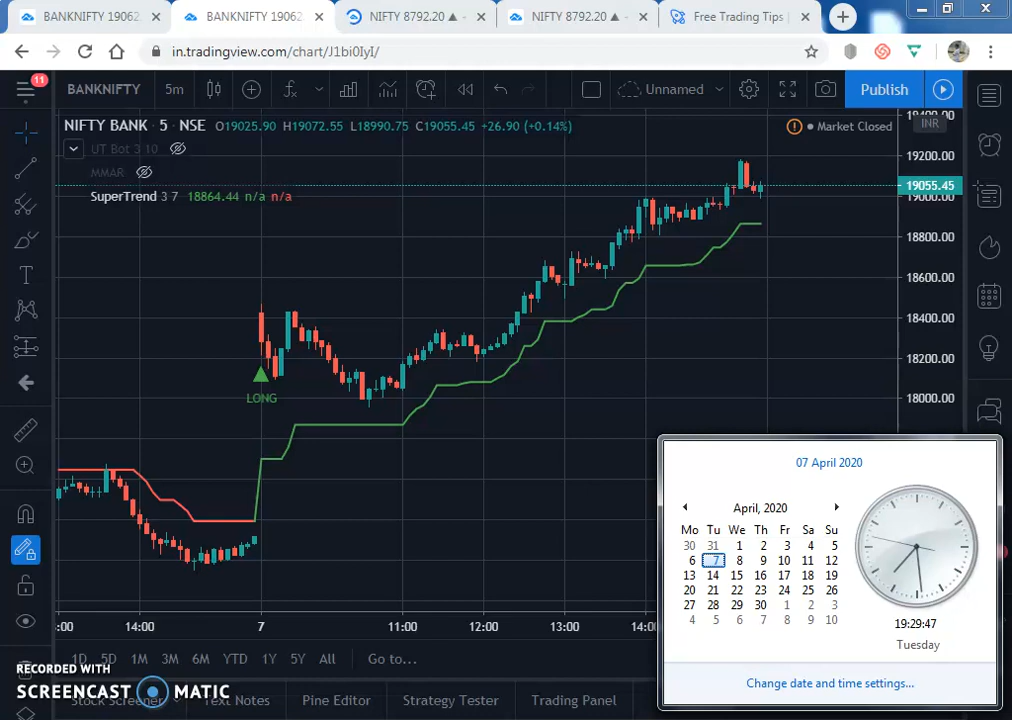 BANKNIFTY 19062
BANKNIFTY 19062
NIFTY 8792.20 ▲
NIFTY 8792.20 ▲
Free Trading Tips
in.tradingview.com/chart/J1bi0IyI/
11
BANKNIFTY
5m
Unnamed
Publish
NIFTY BANK · 5 · NSE O19025.90 H19072.55 L18990.75 C19055.45 +26.90 (+0.14%)
Market Closed
INR
UT Bot 3 10
MMAR
SuperTrend 3 7 18864.44 n/a n/a
19400.00
19200.00
19055.45
19000.00
18800.00
18600.00
18400.00
18200.00
18000.00
LONG
:00 14:00 7 11:00 12:00 13:00 14:00
1D 5D 1M 3M 6M YTD 1Y 5Y All Go to...
Stock Screener Text Notes Pine Editor Strategy Tester Trading Panel
RECORDED WITH
SCREENCAST MATIC
07 April 2020
April, 2020
Mo Tu We Th Fr Sa Su
30 31 1 2 3 4 5
6 7 8 9 10 11 12
13 14 15 16 17 18 19
20 21 22 23 24 25 26
27 28 29 30 1 2 3
4 5 6 7 8 9 10
19:29:47
Tuesday
Change date and time settings...